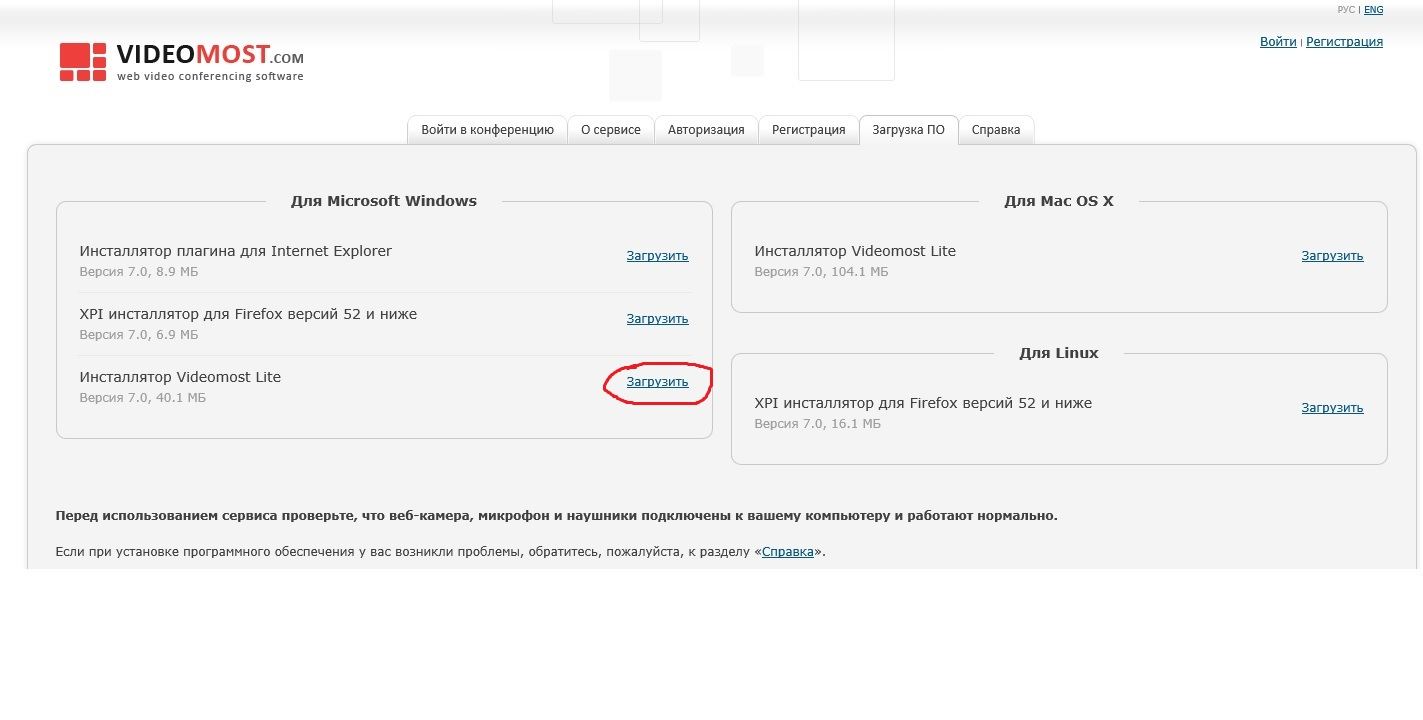 РУС | ENG
Войти | Регистрация
VIDEOMOST.COM
web video conferencing software
Войти в конференцию
О сервисе
Авторизация
Регистрация
Загрузка ПО
Справка
Для Microsoft Windows
Инсталлятор плагина для Internet Explorer
Загрузить
Версия 7.0, 8.9 МБ
XPI инсталлятор для Firefox версий 52 и ниже
Загрузить
Версия 7.0, 6.9 МБ
Инсталлятор Videomost Lite
Загрузить
Версия 7.0, 40.1 МБ
Для Mac OS X
Инсталлятор Videomost Lite
Загрузить
Версия 7.0, 104.1 МБ
Для Linux
XPI инсталлятор для Firefox версий 52 и ниже
Загрузить
Версия 7.0, 16.1 МБ
Перед использованием сервиса проверьте, что веб-камера, микрофон и наушники подключены к вашему компьютеру и работают нормально.
Если при установке программного обеспечения у вас возникли проблемы, обратитесь, пожалуйста, к разделу «Справка».